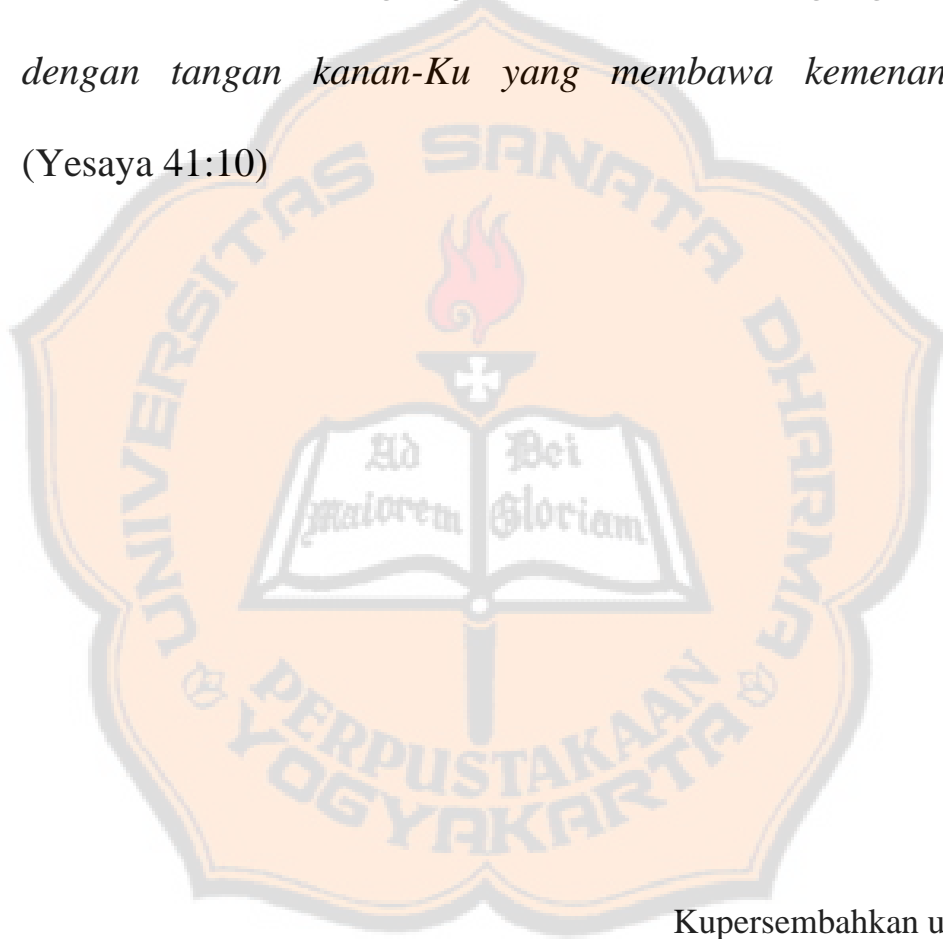 dengan tangan kanan-Ku yang membawa kemenan
(Yesaya 41:10)
UNIVERSITAS SANATA DHARMA
Ad Dei
maiorem Gloriam
PERPUSTAKAAN
YOGYAKARTA
Kupersembahkan u